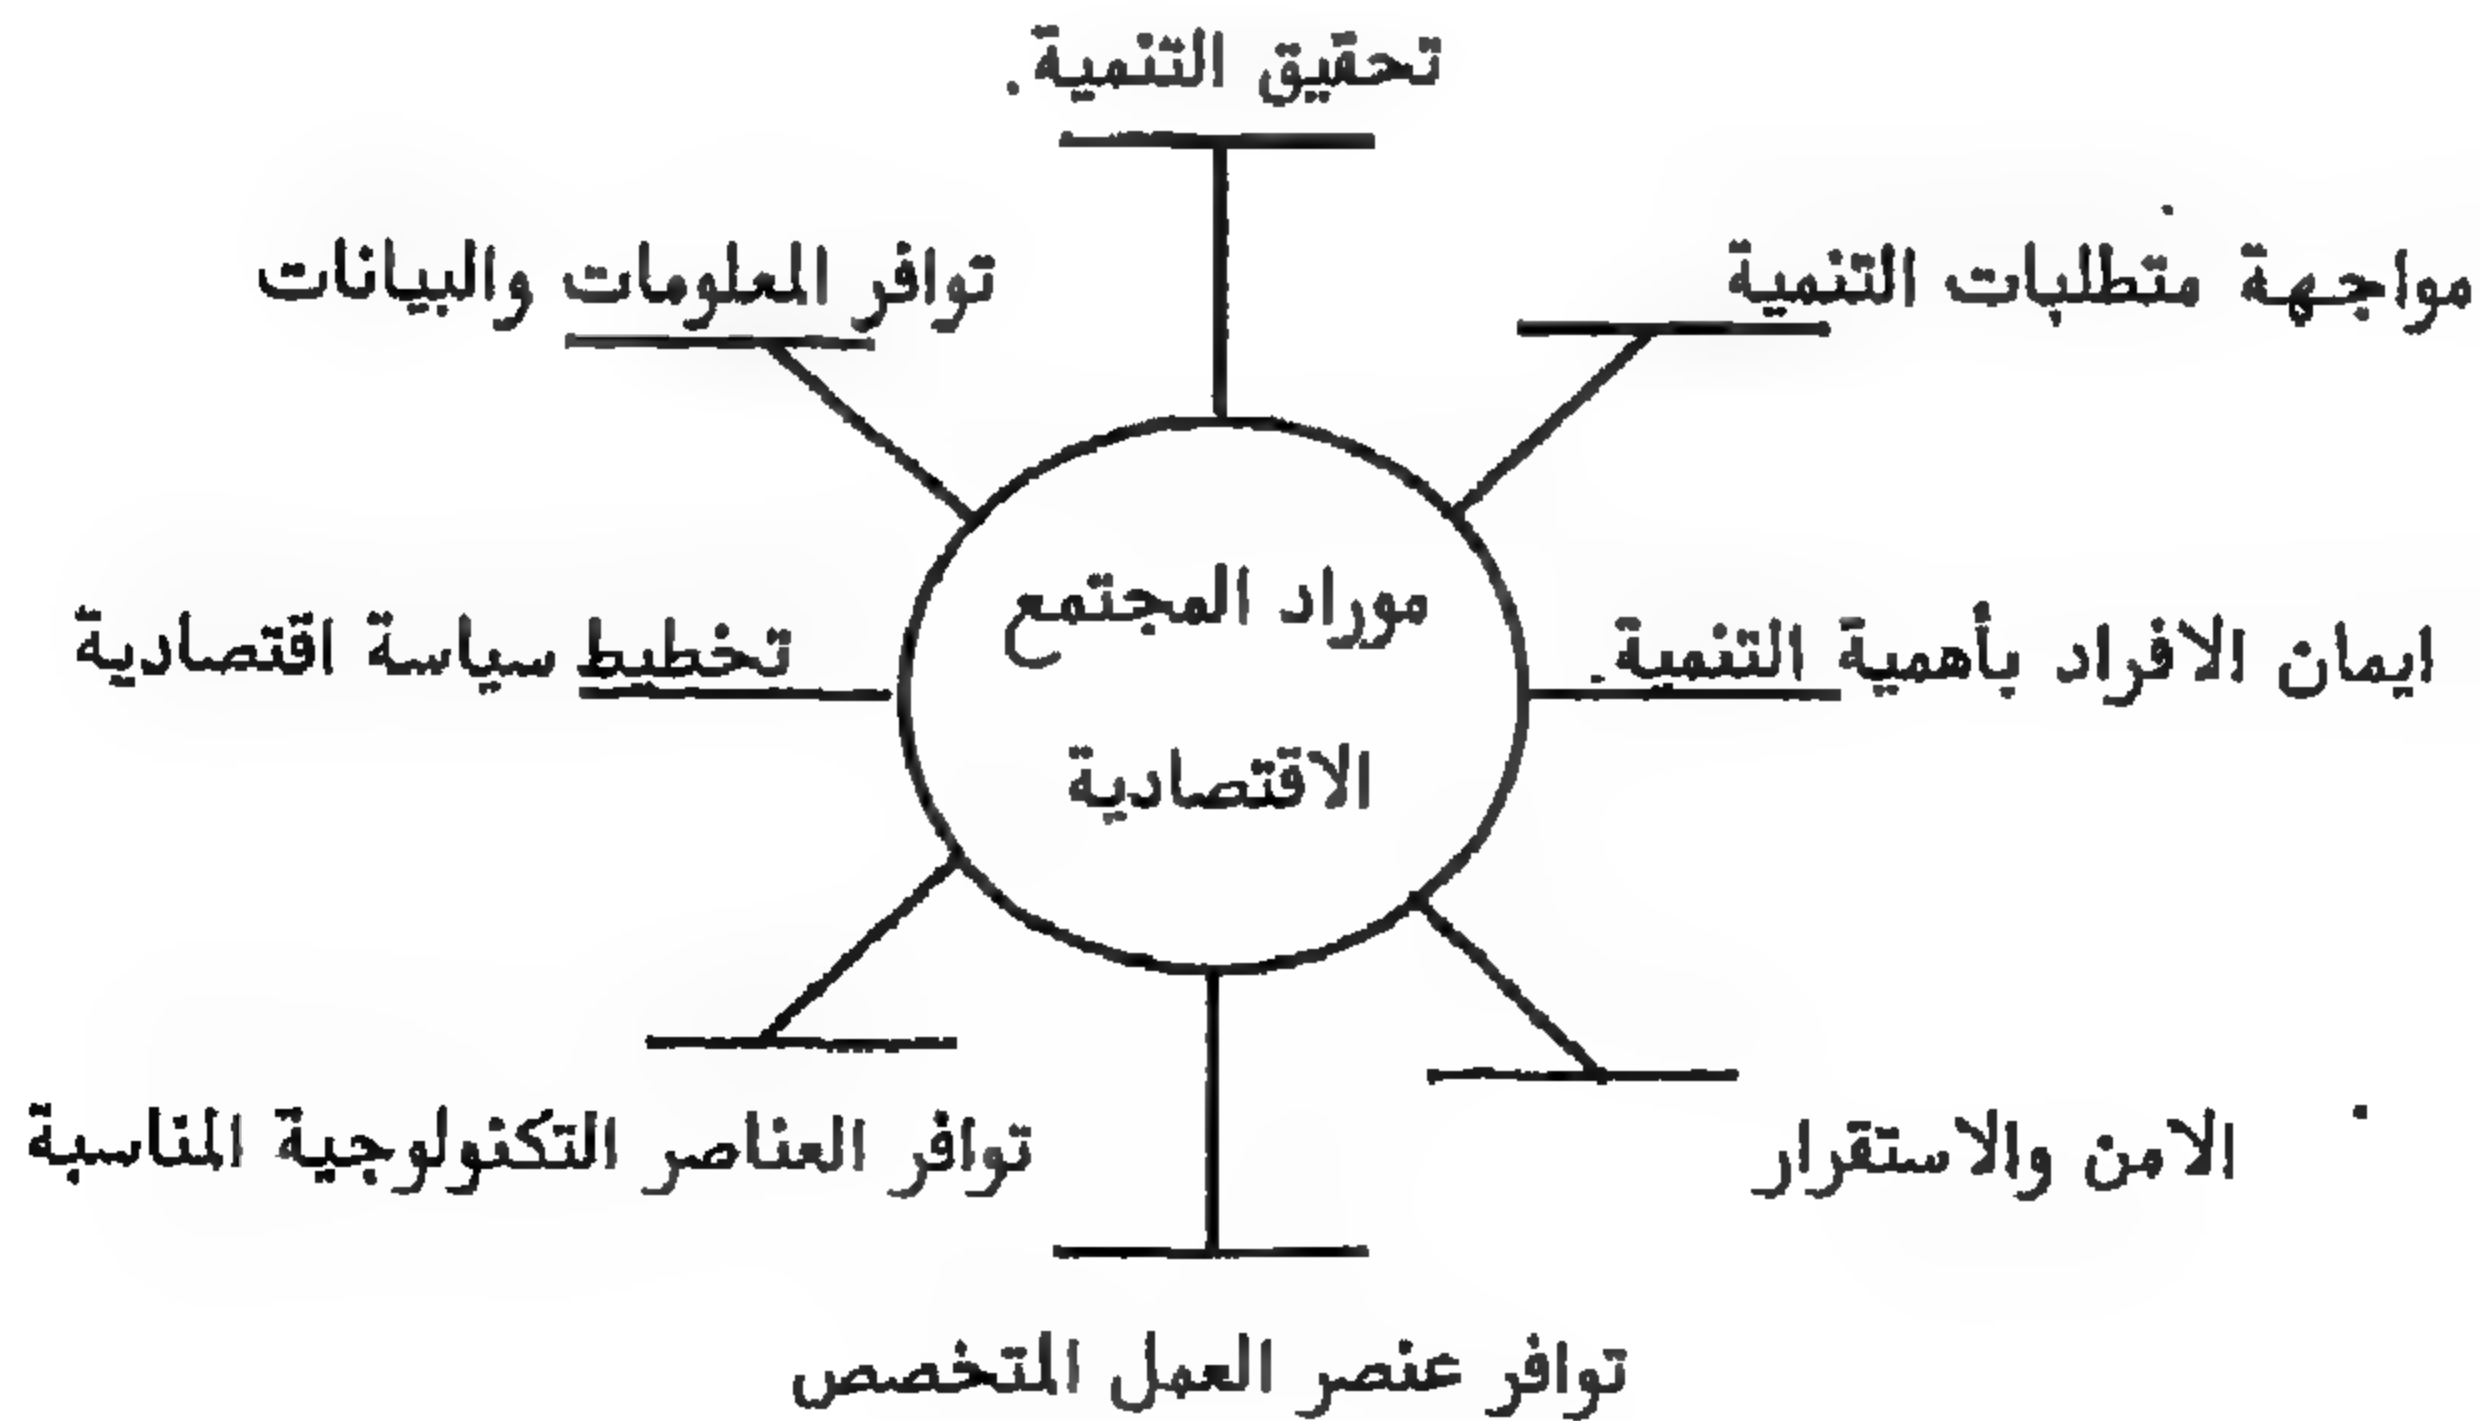 تحقيق التنمية.
مواجهة متطلبات التنمية
توافر المعلومات والبيانات
موراد المجتمع
الاقتصادية
ايمان الافراد بأهمية التنمية.
تخطيط سياسة اقتصادية
الامن والاستقرار
توافر العناصر التكنولوجية المناسبة
توافر عنصر العمل المتخصص